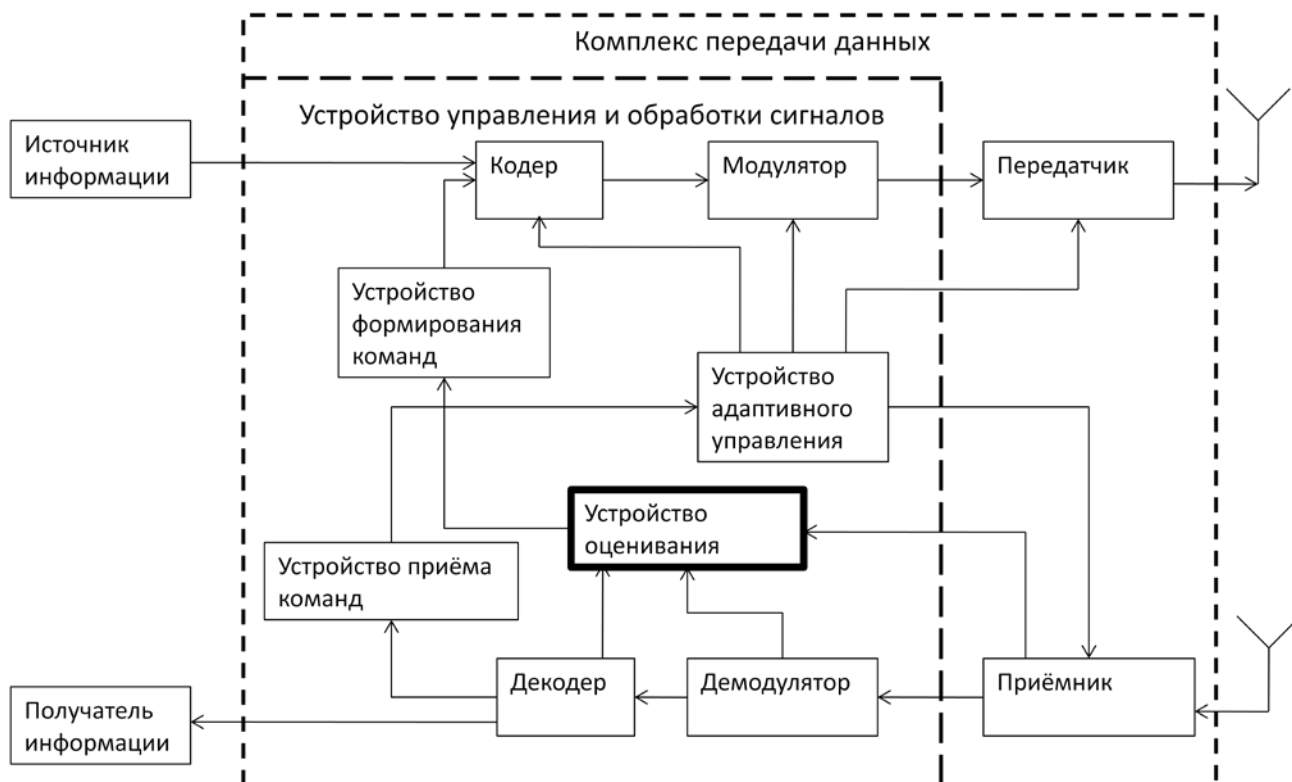 Комплекс передачи данных
Устройство управления и обработки сигналов
Источник
информации
Кодер
Модулятор
Передатчик
Устройство
формирования
команд
Устройство
адаптивного
управления
Устройство
оценивания
Устройство приёма
команд
Декодер
Демодулятор
Приёмник
Получатель
информации